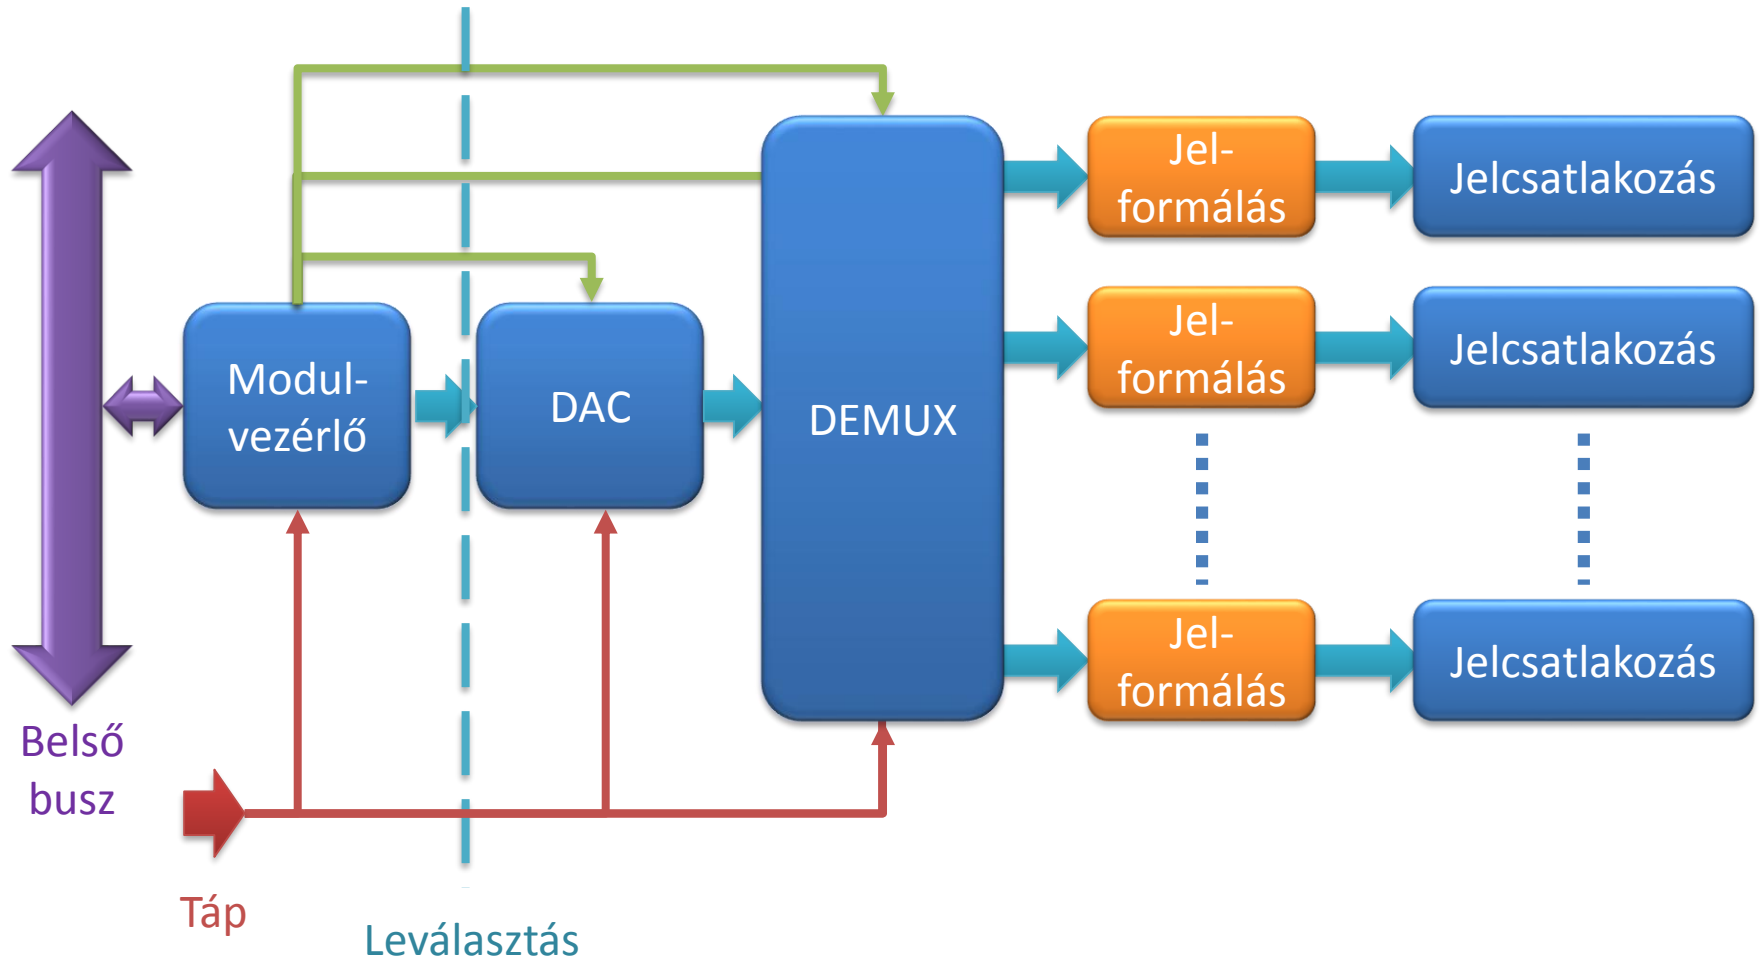 Jel-
formálás
Jelcsatlakozás
Jel-
formálás
Jelcsatlakozás
Modul-
vezérlő
DAC
DEMUX
Jel-
formálás
Jelcsatlakozás
Belső
busz
Táp
Leválasztás